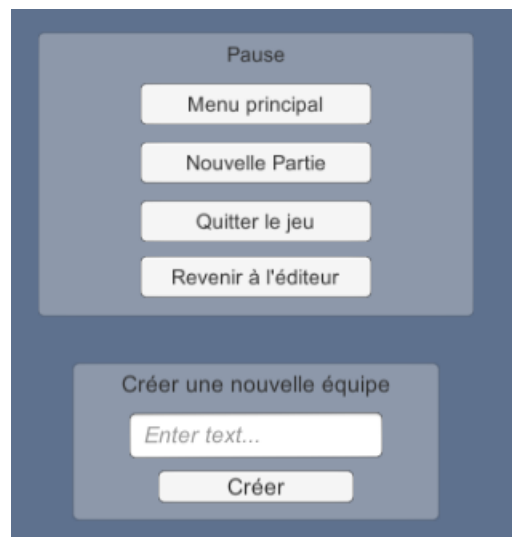 Pause
Menu principal
Nouvelle Partie
Quitter le jeu
Revenir à l'éditeur
Créer une nouvelle équipe
Enter text...
Créer